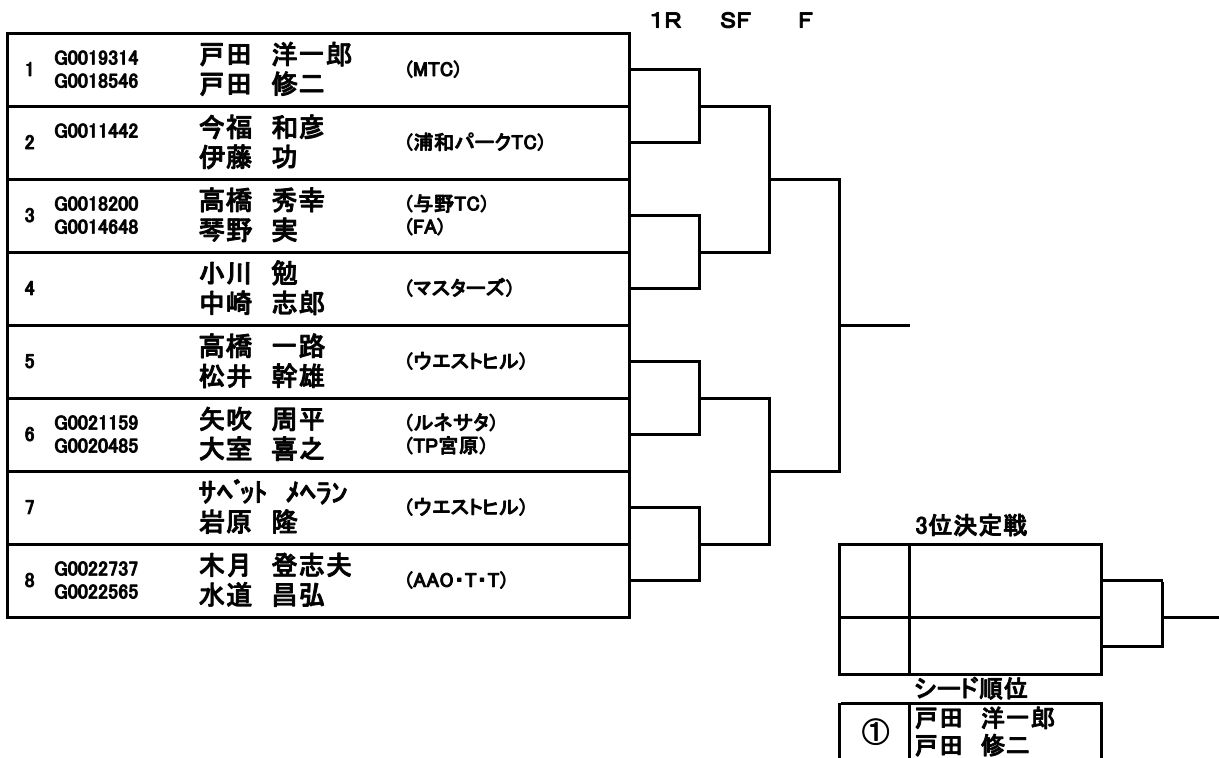 1R SF F
1 G0019314 戸田 洋一郎 (MTC)
G0018546 戸田 修二
2 G0011442 今福 和彦 (浦和パークTC)
伊藤 功
3 G0018200 高橋 秀幸 (与野TC)
G0014648 琴野 実 (FA)
4 小川 勉 (マスターズ)
中崎 志郎
5 高橋 一路 (ウエストヒル)
松井 幹雄
6 G0021159 矢吹 周平 (ルネサタ)
G0020485 大室 喜之 (TP宮原)
7 サベット メヘラン (ウエストヒル)
岩原 隆
8 G0022737 木月 登志夫 (AAO・T・T)
G0022565 水道 昌弘
3位決定戦
シード順位
① 戸田 洋一郎
戸田 修二